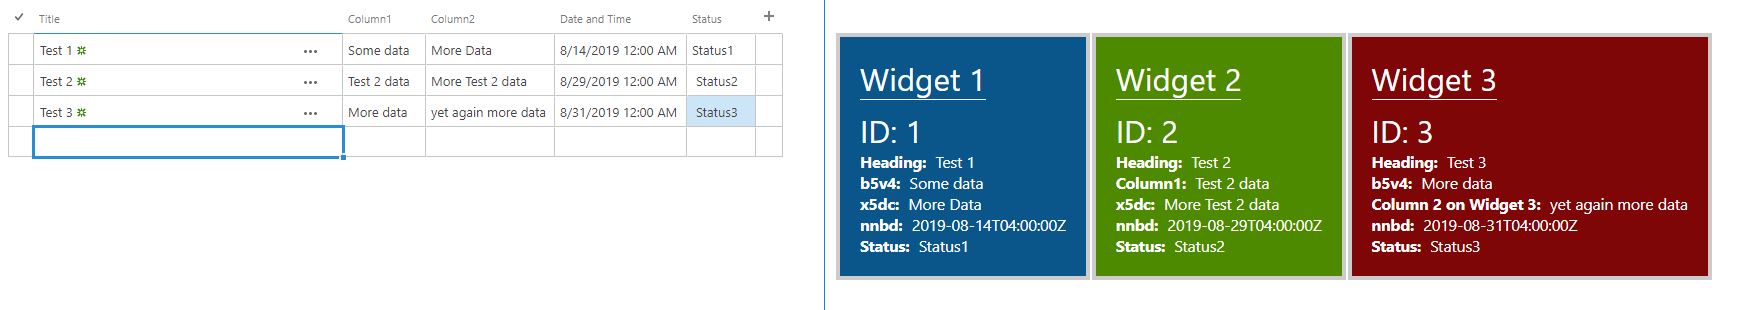 Title Column1 Column2 Date and Time Status
Test 1 Some data More Data 8/14/2019 12:00 AM Status1
Test 2 Test 2 data More Test 2 data 8/29/2019 12:00 AM Status2
Test 3 More data yet again more data 8/31/2019 12:00 AM Status3
Widget 1
ID: 1
Heading: Test 1
b5v4: Some data
x5dc: More Data
nnbd: 2019-08-14T04:00:00Z
Status: Status1
Widget 2
ID: 2
Heading: Test 2
Column1: Test 2 data
x5dc: More Test 2 data
nnbd: 2019-08-29T04:00:00Z
Status: Status2
Widget 3
ID: 3
Heading: Test 3
b5v4: More data
Column 2 on Widget 3: yet again more data
nnbd: 2019-08-31T04:00:00Z
Status: Status3